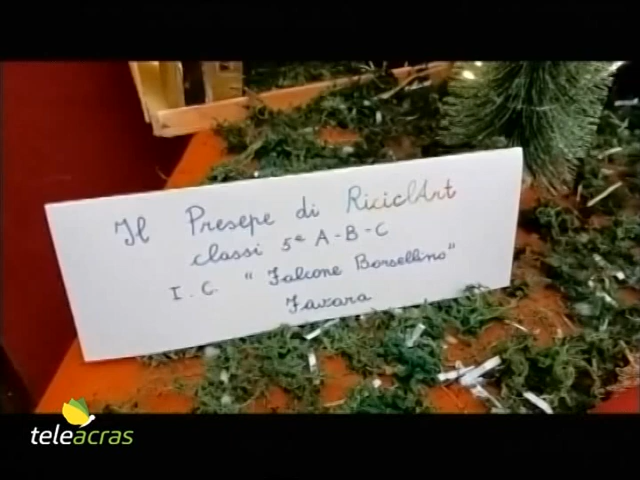 Il Presepe di RiciclArt
classi 5e A-B-C
I.C. "Falcone Borsellino"
Favara
teleacras